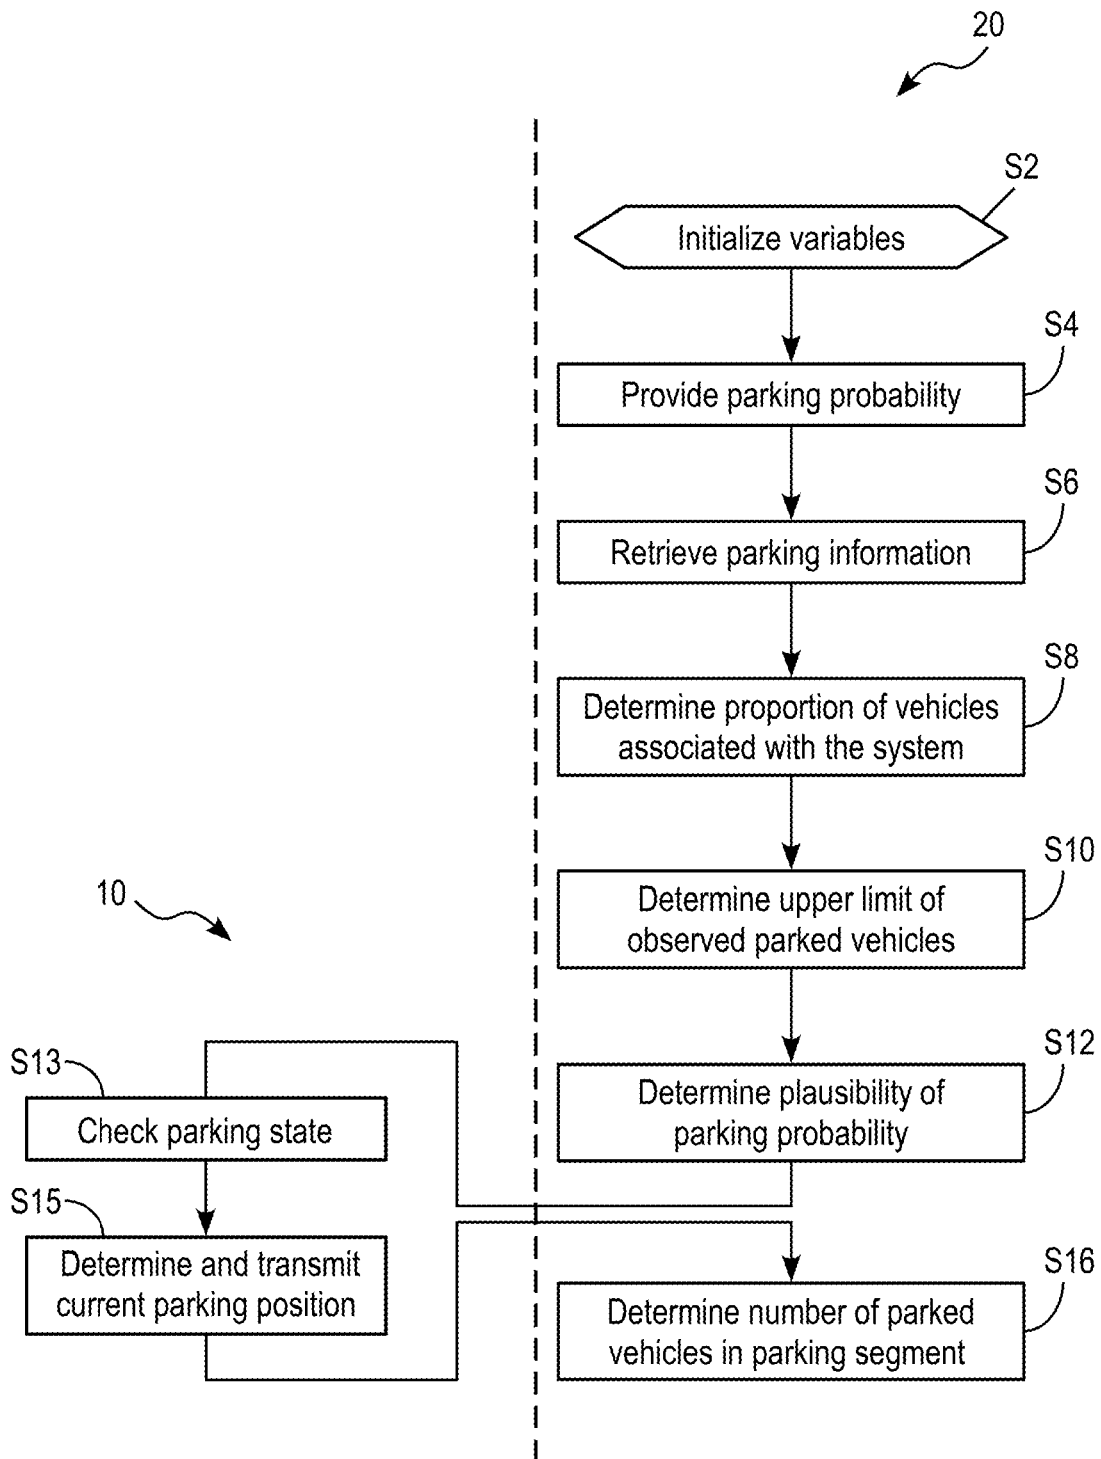 20
S2
Initialize variables
S4
Provide parking probability
S6
Retrieve parking information
S8
Determine proportion of vehicles
associated with the system
S10
Determine upper limit of
observed parked vehicles
10
S12
Determine plausibility of
parking probability
S13
Check parking state
S15
Determine and transmit
current parking position
S16
Determine number of parked
vehicles in parking segment